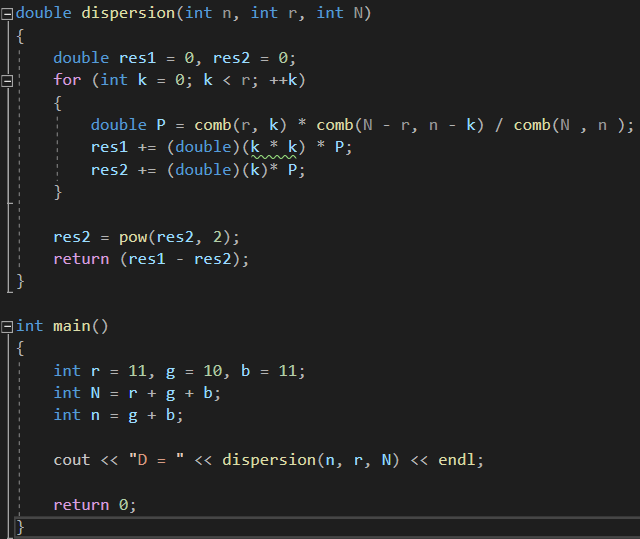 double dispersion(int n, int r, int N)
{
double res1 = 0, res2 = 0;
for (int k = 0; k < r; ++k)
{
double P = comb(r, k) * comb(N - r, n - k) / comb(N , n );
res1 += (double)(k * k) * P;
res2 += (double)(k)* P;
}
res2 = pow(res2, 2);
return (res1 - res2);
}
int main()
{
int r = 11, g = 10, b = 11;
int N = r + g + b;
int n = g + b;
cout << "D = " << dispersion(n, r, N) << endl;
return 0;
}